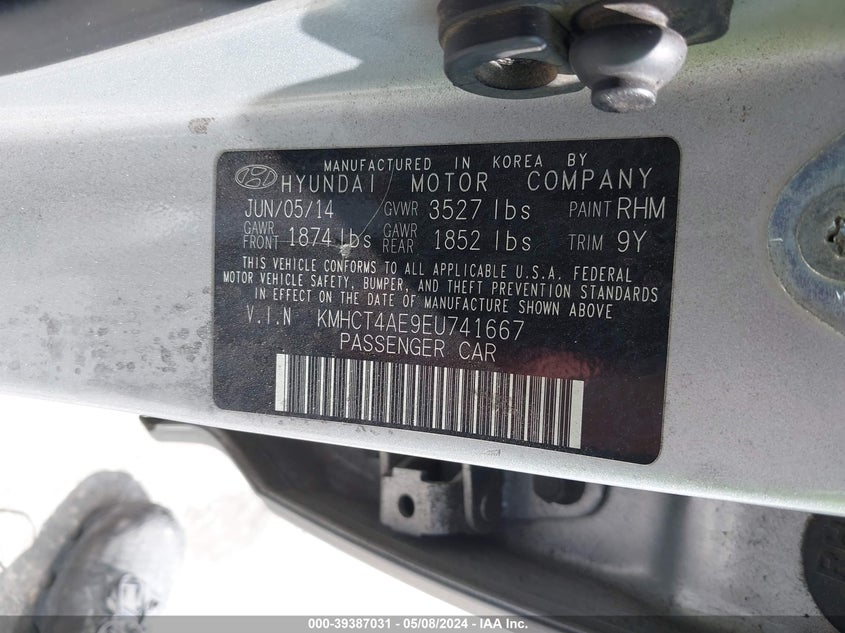 MANUFACTURED IN KOREA BY
HYUNDAI MOTOR COMPANY
JUN/05/14 GVWR 3527 lbs PAINT RHM
GAWR FRONT 1874 lbs GAWR REAR 1852 lbs TRIM 9Y
THIS VEHICLE CONFORMS TO ALL APPLICABLE U.S.A. FEDERAL
MOTOR VEHICLE SAFETY, BUMPER, AND THEFT PREVENTION STANDARDS
IN EFFECT ON THE DATE OF MANUFACTURE SHOWN ABOVE
V.I.N KMHCT4AE9EU741667
PASSENGER CAR
000-39387031 - 05/08/2024 - IAA Inc.